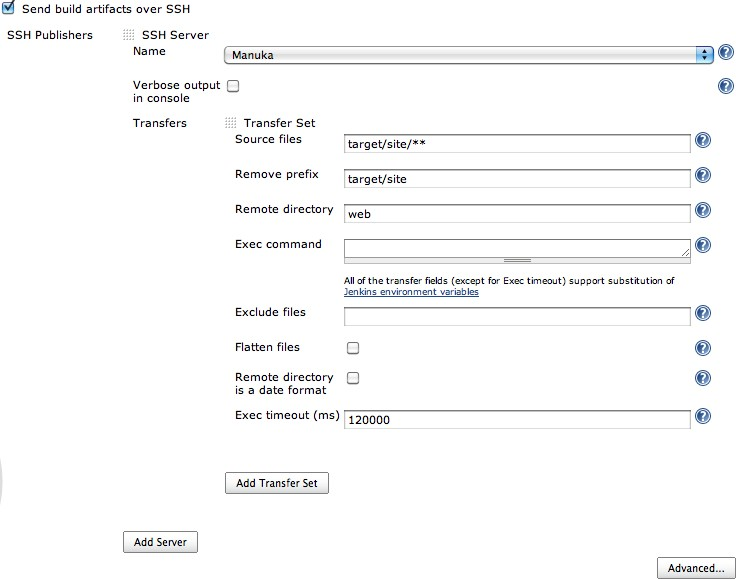 Send build artifacts over SSH
SSH Publishers
SSH Server
Name
Manuka
Verbose output
in console
Transfers
Transfer Set
Source files
target/site/**
Remove prefix
target/site
Remote directory
web
Exec command
All of the transfer fields (except for Exec timeout) support substitution of
Jenkins environment variables
Exclude files
Flatten files
Remote directory
is a date format
Exec timeout (ms)
120000
Add Transfer Set
Add Server
Advanced...